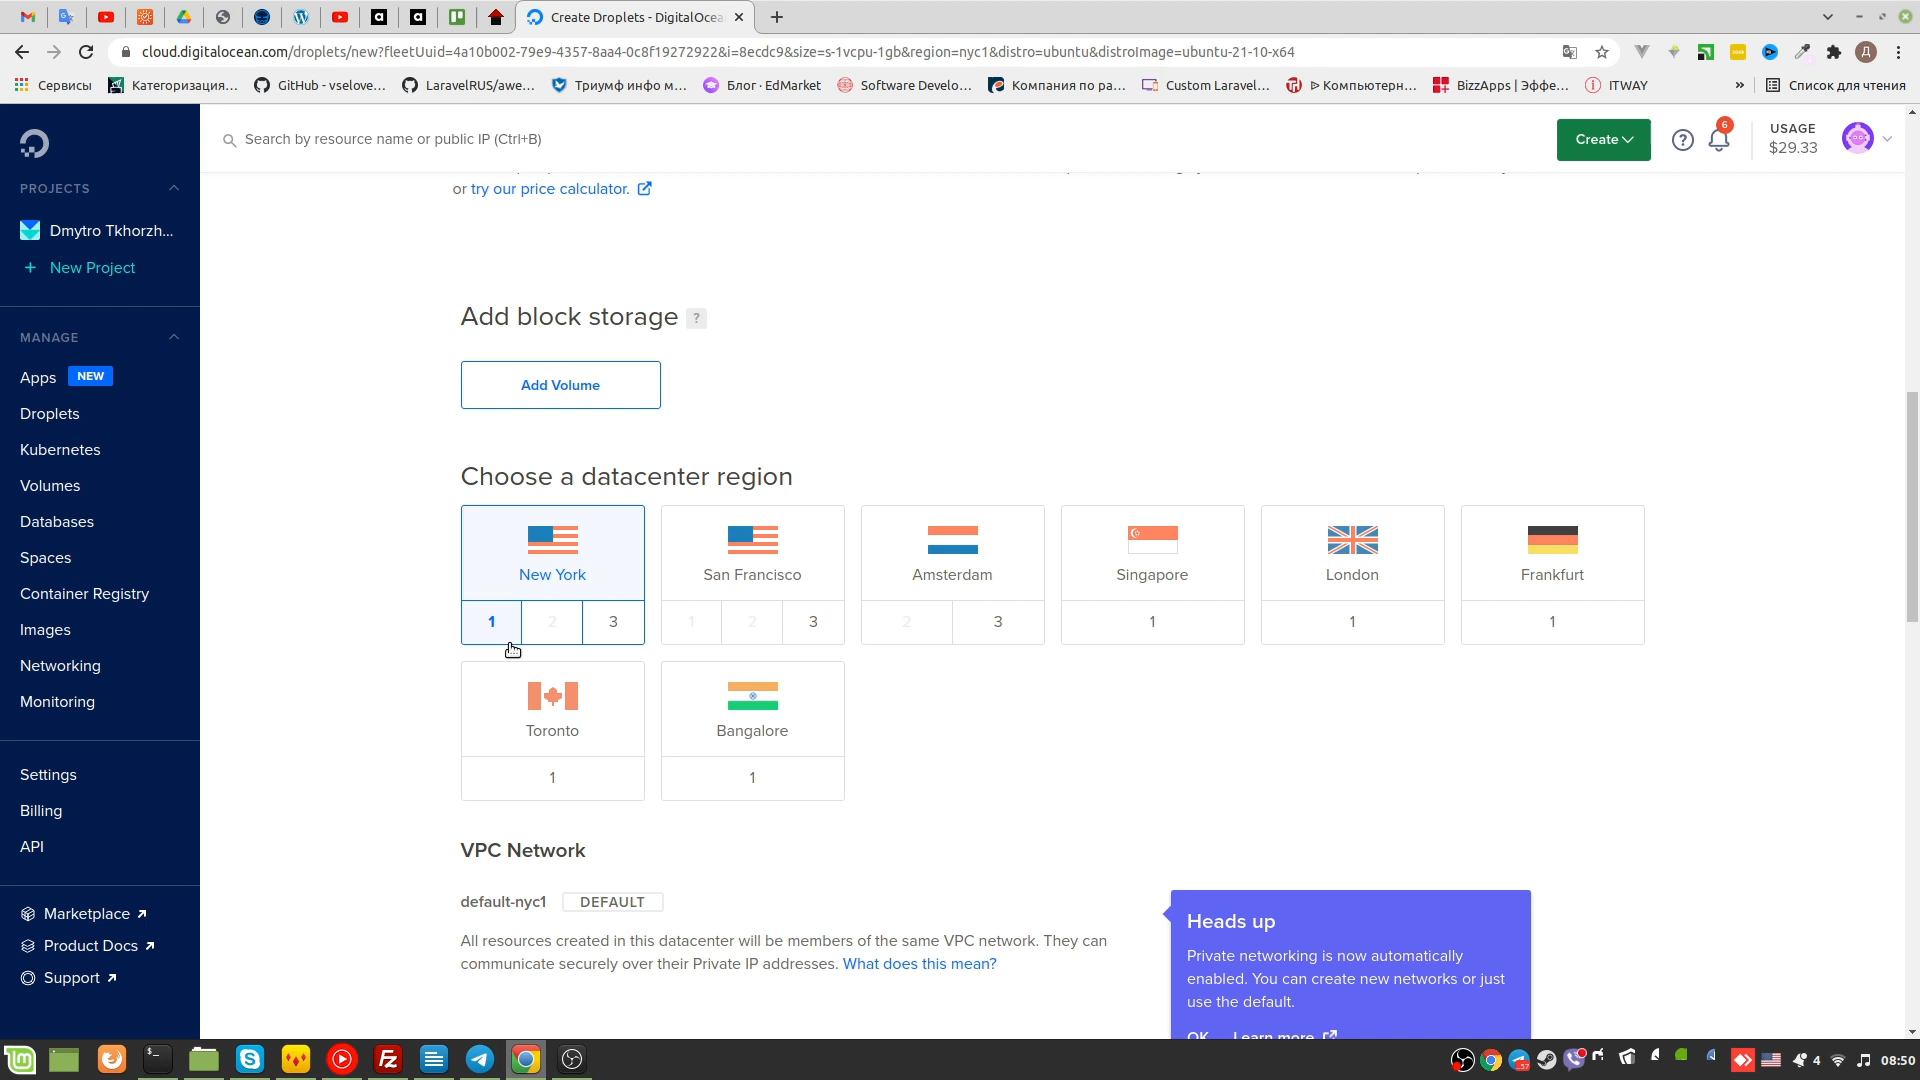 Create Droplets - DigitalOcea
cloud.digitalocean.com/droplets/new?fleetUuid=4a10b002-79e9-4357-8aa4-0c8f19272922&i=8ecdc9&size=s-1vcpu-1gb&region=nyc1&distro=ubuntu&distroImage=ubuntu-21-10-x64
Д
Сервисы
Категоризация...
GitHub - vselove...
LaravelRUS/awe...
Триумф инфо м...
Блог · EdMarket
Software Develo...
Компания по ра...
Custom Laravel...
ᐅ Компьютерн...
BizzApps | Эффе...
ITWAY
»
Список для чтения
Search by resource name or public IP (Ctrl+B)
Create
6
USAGE
$29.33
PROJECTS
Dmytro Tkhorzh...
+ New Project
MANAGE
Apps NEW
Droplets
Kubernetes
Volumes
Databases
Spaces
Container Registry
Images
Networking
Monitoring
Settings
Billing
API
Marketplace
Product Docs
Support
or try our price calculator.
Add block storage ?
Add Volume
Choose a datacenter region
New York
San Francisco
Amsterdam
Singapore
London
Frankfurt
1 2 3
1 2 3
2 3
1
1
1
Toronto
Bangalore
1
1
VPC Network
default-nyc1 DEFAULT
All resources created in this datacenter will be members of the same VPC network. They can
communicate securely over their Private IP addresses. What does this mean?
Heads up
Private networking is now automatically
enabled. You can create new networks or just
use the default.
OK Learn more
4
08:50